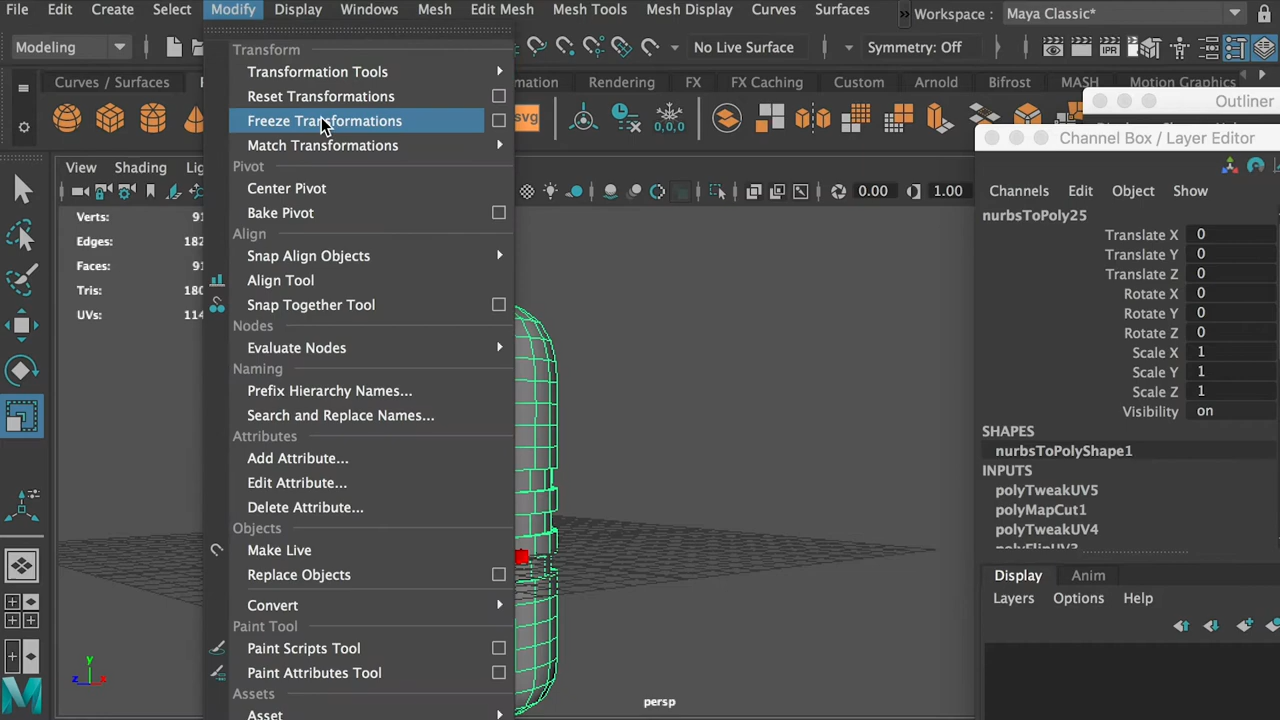 File Edit Create Select Modify Display Windows Mesh Edit Mesh Mesh Tools Mesh Display Curves Surfaces » Workspace : Maya Classic*
Modeling No Live Surface Symmetry: Off
Curves / Surfaces Rendering FX FX Caching Custom Arnold Bifrost MASH Motion Graphics
svg 0,0,0 Outliner
Channel Box / Layer Editor
View Shading
0.00 1.00
Transform
Transformation Tools
Reset Transformations
Freeze Transformations
Match Transformations
Pivot
Center Pivot
Bake Pivot
Align
Snap Align Objects
Align Tool
Snap Together Tool
Nodes
Evaluate Nodes
Naming
Prefix Hierarchy Names...
Search and Replace Names...
Attributes
Add Attribute...
Edit Attribute...
Delete Attribute...
Objects
Make Live
Replace Objects
Convert
Paint Tool
Paint Scripts Tool
Paint Attributes Tool
Assets
Asset
Verts:
Edges:
Faces:
Tris:
UVs:
persp
y
z x
IPR
Channels Edit Object Show
nurbsToPoly25
Translate X 0
Translate Y 0
Translate Z 0
Rotate X 0
Rotate Y 0
Rotate Z 0
Scale X 1
Scale Y 1
Scale Z 1
Visibility on
SHAPES
nurbsToPolyShape1
INPUTS
polyTweakUV5
polyMapCut1
polyTweakUV4
polyFlipUV3
Display Anim
Layers Options Help